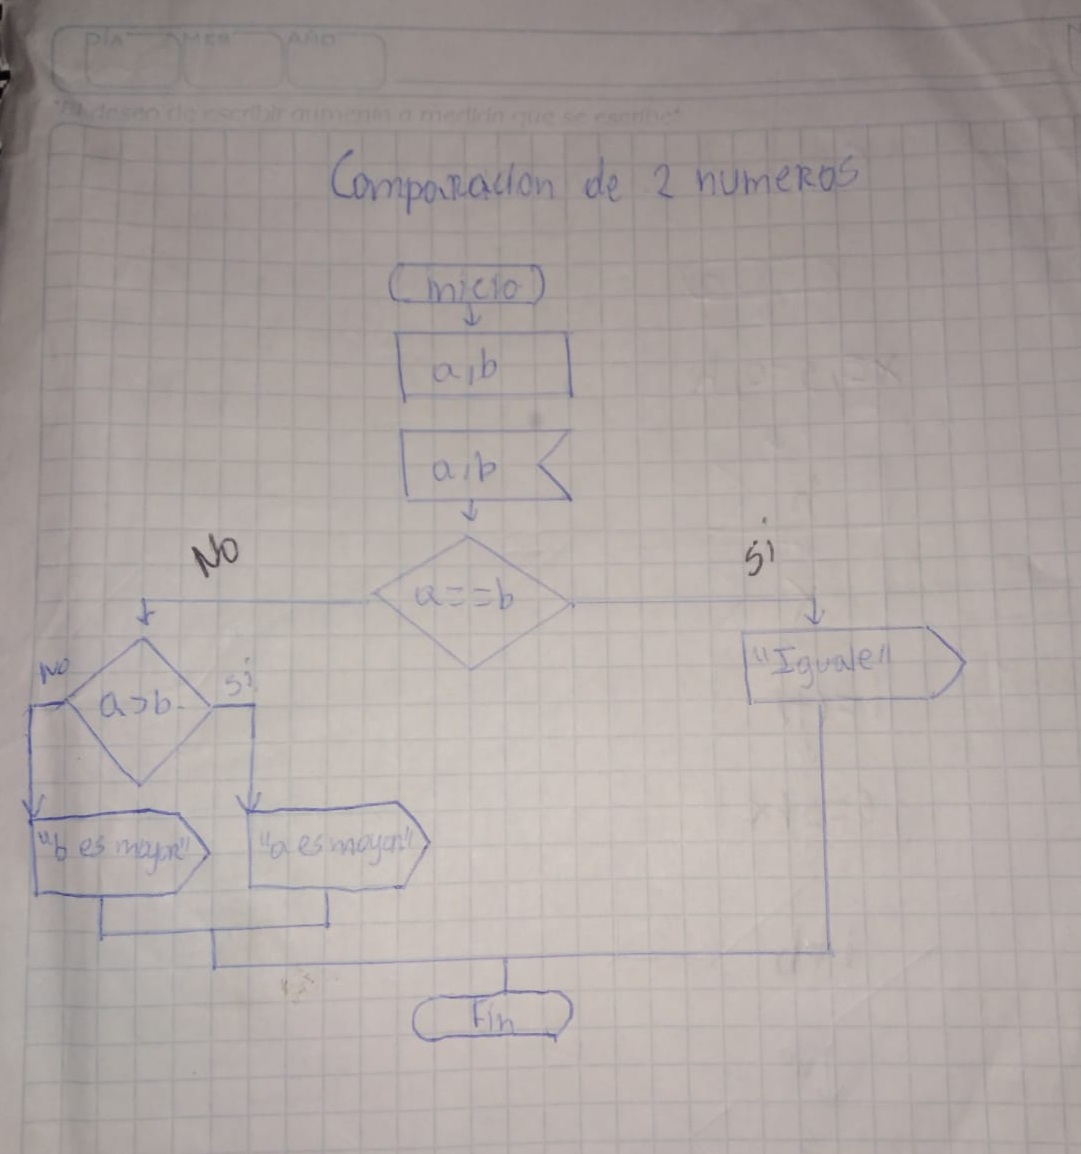 DÍA MES AÑO
"El deseo de escribir aumenta a medida que se escribe"
Comparacion de 2 numeros
Inicio
a,b
a,b
No
si
a==b
"Iguale"
No
si
a>b
"b es mayor"
"a es mayor"
Fin